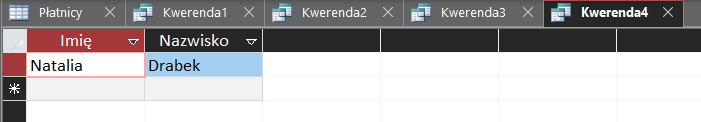 Płatnicy Kwerenda1 Kwerenda2 Kwerenda3 Kwerenda4
Imię Nazwisko
Natalia Drabek